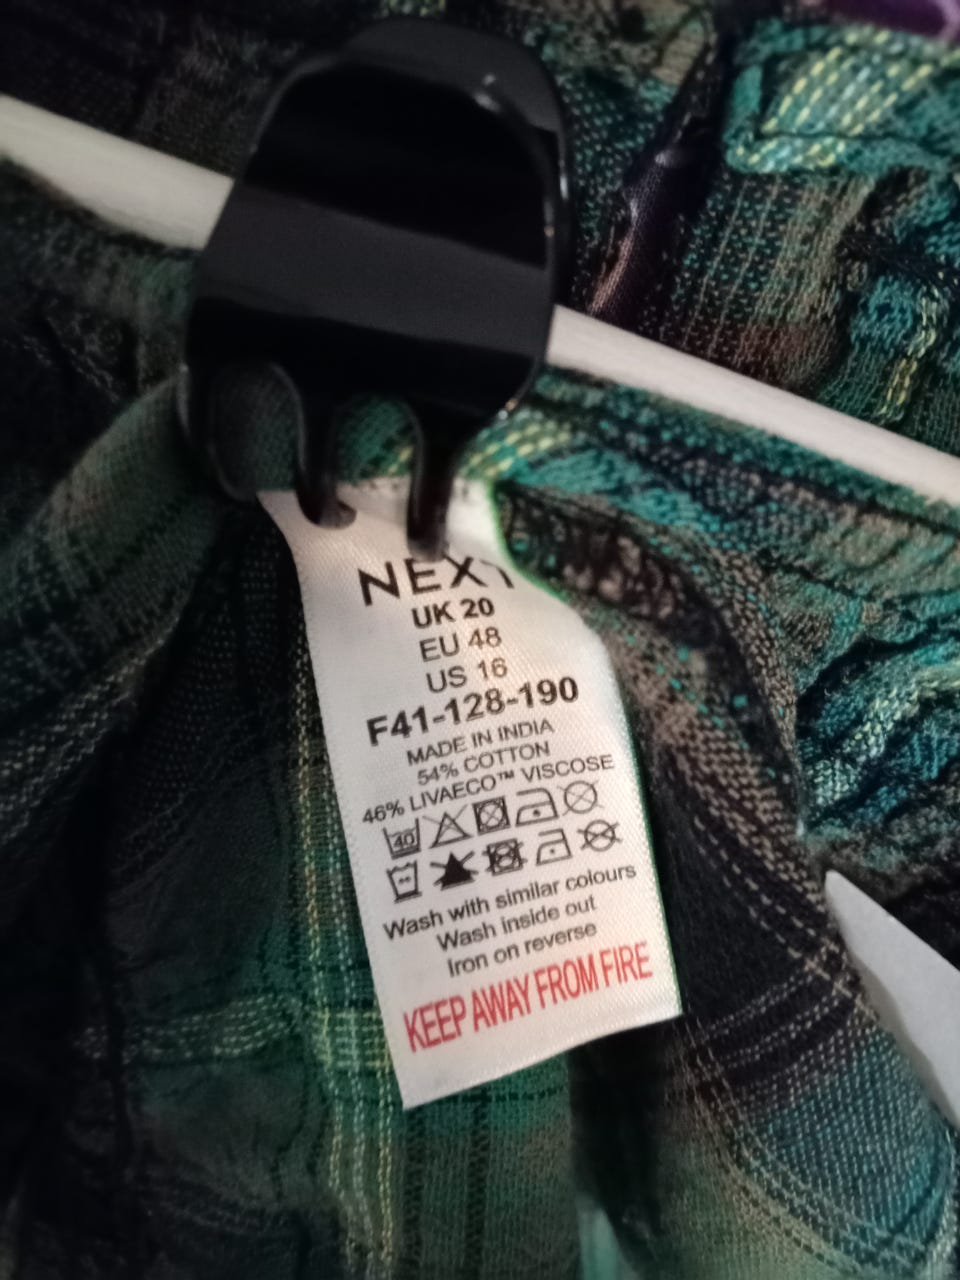 NEXT
UK 20
EU 48
US 16
F41-128-190
MADE IN INDIA
54% COTTON
46% LIVAECO™ VISCOSE
40
Wash with similar colours
Wash inside out
Iron on reverse
KEEP AWAY FROM FIRE